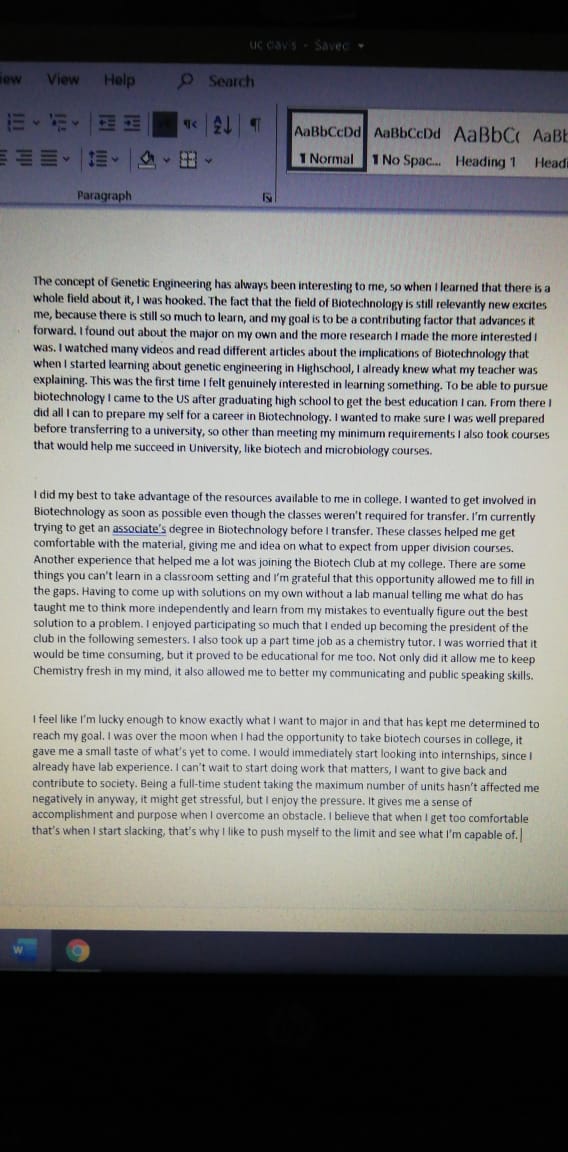 uc davis - Saved
iew View Help Search
AaBbCcDd AaBbCcDd AaBbC( AaBb
¶ Normal ¶ No Spac... Heading 1 Headi
Paragraph
The concept of Genetic Engineering has always been interesting to me, so when I learned that there is a
whole field about it, I was hooked. The fact that the field of Biotechnology is still relevantly new excites
me, because there is still so much to learn, and my goal is to be a contributing factor that advances it
forward. I found out about the major on my own and the more research I made the more interested I
was. I watched many videos and read different articles about the implications of Biotechnology that
when I started learning about genetic engineering in Highschool, I already knew what my teacher was
explaining. This was the first time I felt genuinely interested in learning something. To be able to pursue
biotechnology I came to the US after graduating high school to get the best education I can. From there I
did all I can to prepare my self for a career in Biotechnology. I wanted to make sure I was well prepared
before transferring to a university, so other than meeting my minimum requirements I also took courses
that would help me succeed in University, like biotech and microbiology courses.
I did my best to take advantage of the resources available to me in college. I wanted to get involved in
Biotechnology as soon as possible even though the classes weren't required for transfer. I'm currently
trying to get an associate's degree in Biotechnology before I transfer. These classes helped me get
comfortable with the material, giving me and idea on what to expect from upper division courses.
Another experience that helped me a lot was joining the Biotech Club at my college. There are some
things you can't learn in a classroom setting and I'm grateful that this opportunity allowed me to fill in
the gaps. Having to come up with solutions on my own without a lab manual telling me what do has
taught me to think more independently and learn from my mistakes to eventually figure out the best
solution to a problem. I enjoyed participating so much that I ended up becoming the president of the
club in the following semesters. I also took up a part time job as a chemistry tutor. I was worried that it
would be time consuming, but it proved to be educational for me too. Not only did it allow me to keep
Chemistry fresh in my mind, it also allowed me to better my communicating and public speaking skills.
I feel like I'm lucky enough to know exactly what I want to major in and that has kept me determined to
reach my goal. I was over the moon when I had the opportunity to take biotech courses in college, it
gave me a small taste of what's yet to come. I would immediately start looking into internships, since I
already have lab experience. I can't wait to start doing work that matters, I want to give back and
contribute to society. Being a full-time student taking the maximum number of units hasn't affected me
negatively in anyway, it might get stressful, but I enjoy the pressure. It gives me a sense of
accomplishment and purpose when I overcome an obstacle. I believe that when I get too comfortable
that's when I start slacking, that's why I like to push myself to the limit and see what I'm capable of.
W